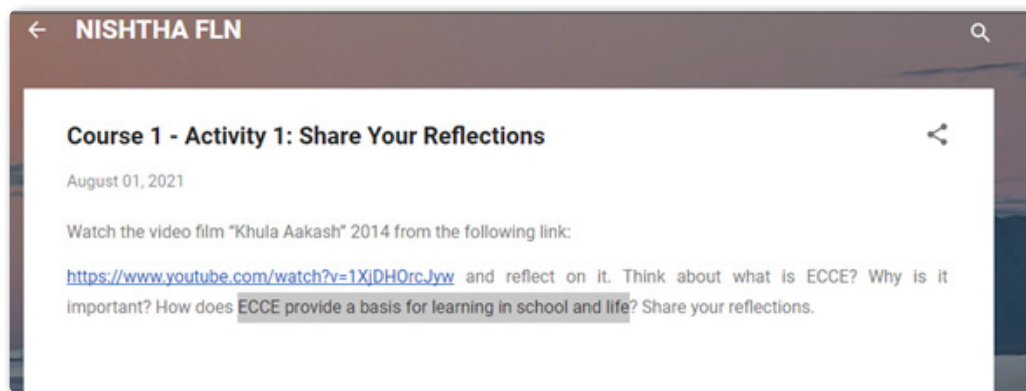 NISHTHA FLN
Course 1 - Activity 1: Share Your Reflections
August 01, 2021
Watch the video film “Khula Aakash” 2014 from the following link:
https://www.youtube.com/watch?v=1XjDHOrcJyw and reflect on it. Think about what is ECCE? Why is it
important? How does ECCE provide a basis for learning in school and life? Share your reflections.